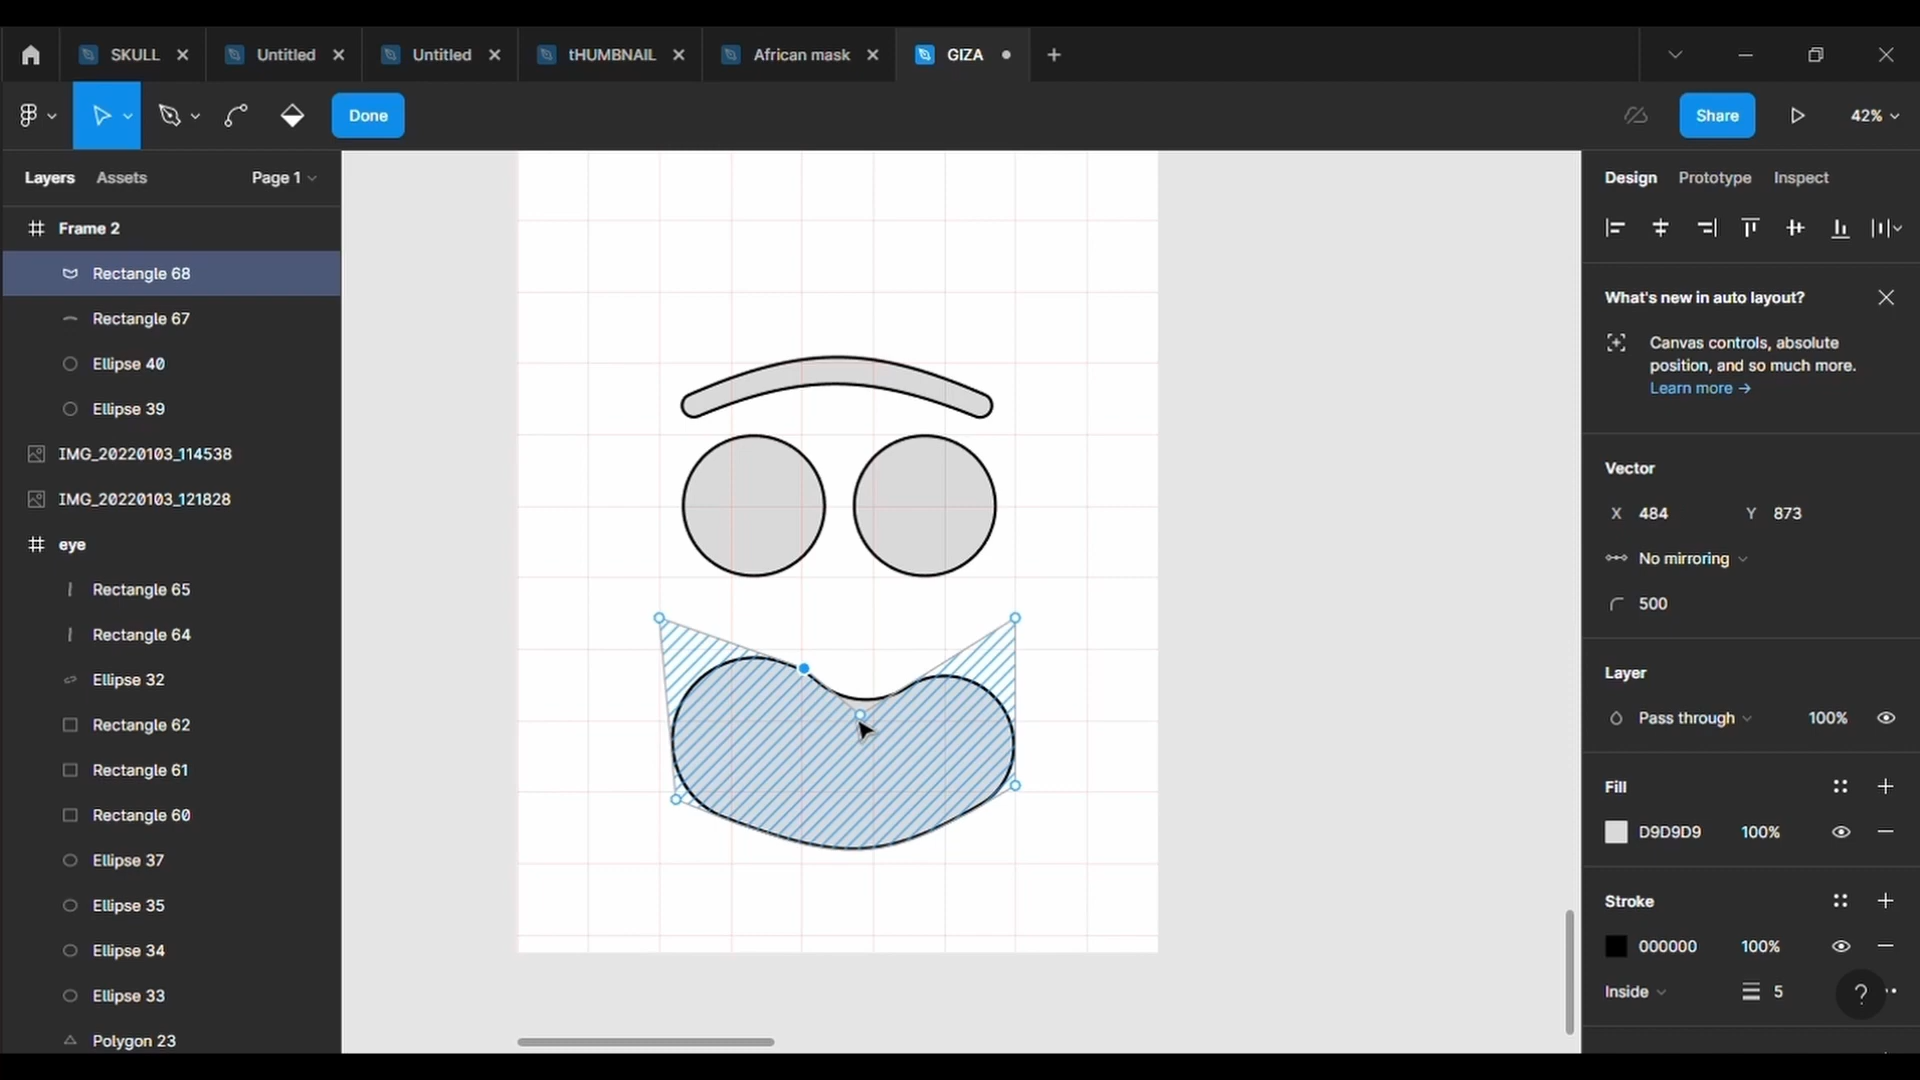 SKULL
Untitled
Untitled
tHUMBNAIL
African mask
GIZA
Done
Share
42%
Layers
Assets
Page 1
Frame 2
Rectangle 68
Rectangle 67
Ellipse 40
Ellipse 39
IMG_20220103_114538
IMG_20220103_121828
eye
Rectangle 65
Rectangle 64
Ellipse 32
Rectangle 62
Rectangle 61
Rectangle 60
Ellipse 37
Ellipse 35
Ellipse 34
Ellipse 33
Polygon 23
Design
Prototype
Inspect
What's new in auto layout?
Canvas controls, absolute
position, and so much more.
Learn more →
Vector
X 484
Y 873
No mirroring
500
Layer
Pass through
100%
Fill
D9D9D9
100%
Stroke
000000
100%
Inside
5
?